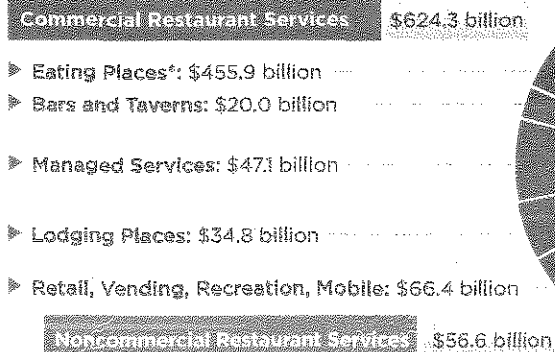 Commercial Restaurant Services $624.3 billion
Eating Places*: $455.9 billion
Bars and Taverns: $20.0 billion
Managed Services: $47.1 billion
Lodging Places: $34.8 billion
Retail, Vending, Recreation, Mobile: $66.4 billion
Noncommercial Restaurant Services $56.6 billion